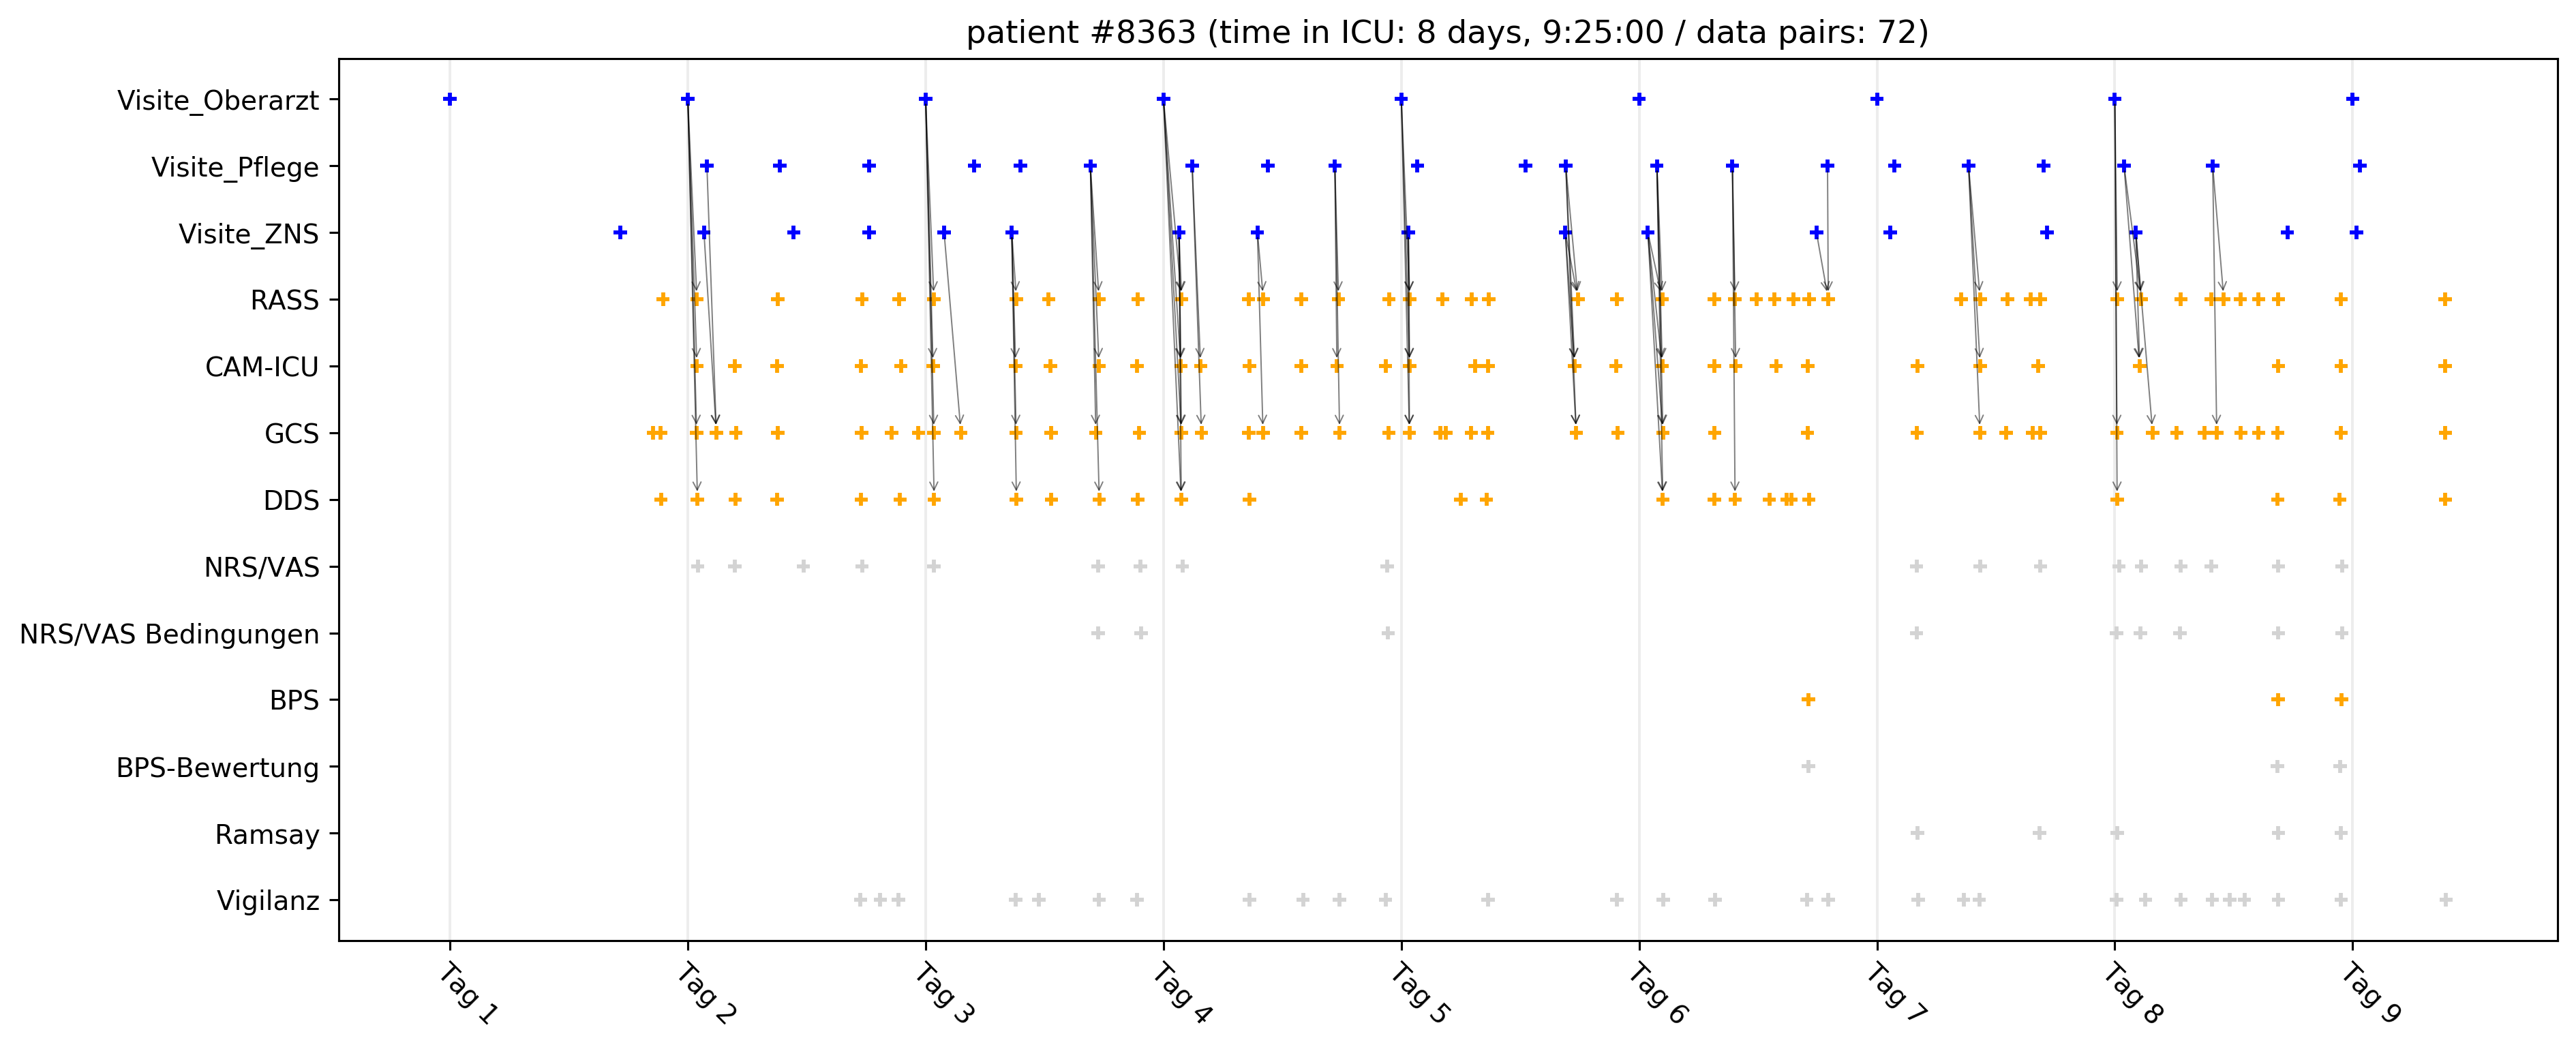 patient #8363 (time in ICU: 8 days, 9:25:00 / data pairs: 72)
Visite_Oberarzt
Visite_Pflege
Visite_ZNS
RASS
CAM-ICU
GCS
DDS
NRS/VAS
NRS/VAS Bedingungen
BPS
BPS-Bewertung
Ramsay
Vigilanz
Tag 1
Tag 2
Tag 3
Tag 4
Tag 5
Tag 6
Tag 7
Tag 8
Tag 9